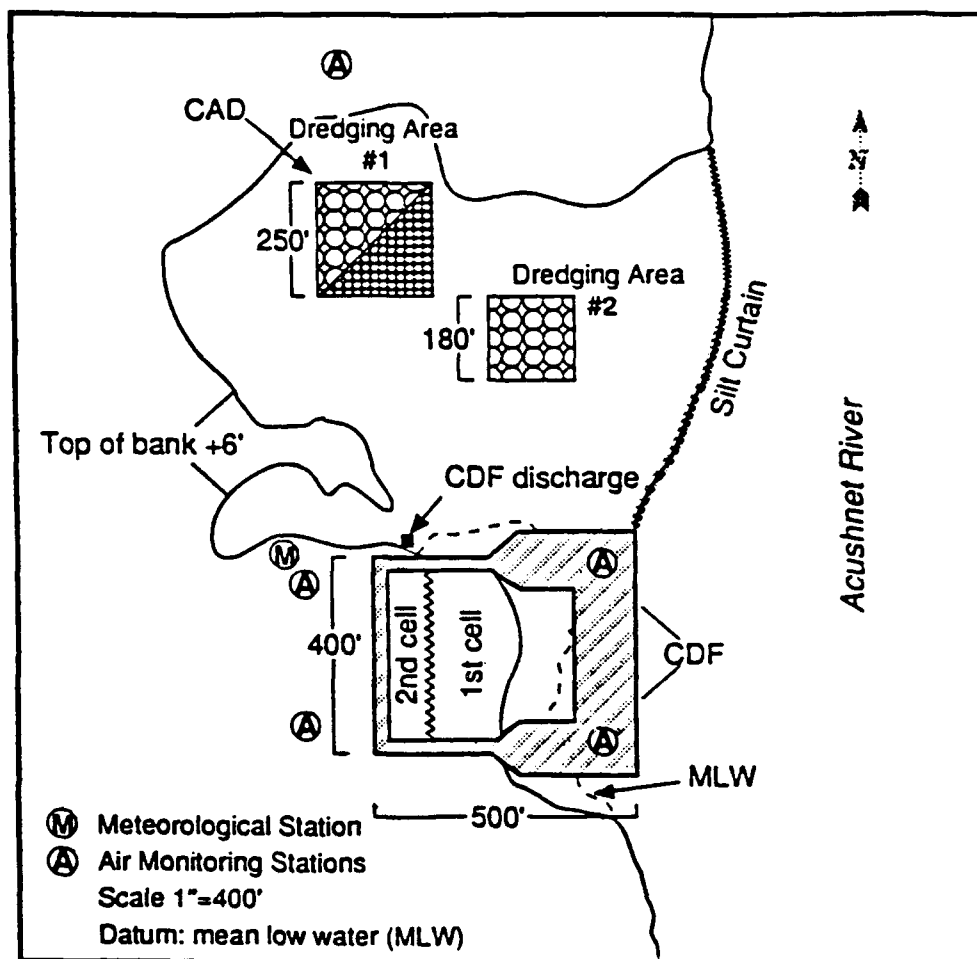 A
CAD
Dredging Area
#1
N
250'
Dredging Area
#2
180'
Silt Curtain
Top of bank +6'
CDF discharge
Acushnet River
M
A
A
400'
2nd cell
1st cell
CDF
A
A
MLW
500'
M Meteorological Station
A Air Monitoring Stations
Scale 1"=400'
Datum: mean low water (MLW)